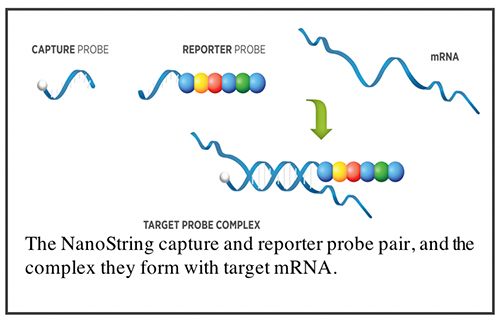 CAPTURE PROBE
REPORTER PROBE
mRNA
TARGET PROBE COMPLEX
The NanoString capture and reporter probe pair, and the
complex they form with target mRNA.